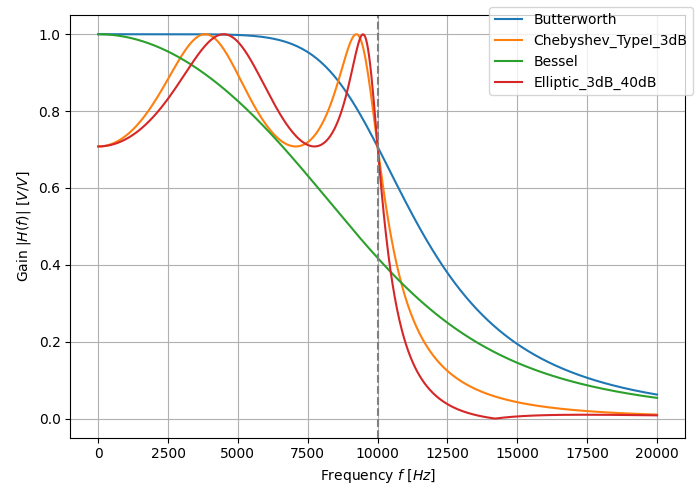 Butterworth
Chebyshev_TypeI_3dB
Bessel
Elliptic_3dB_40dB
1.0
0.8
0.6
0.4
0.2
0.0
Gain |H(f)| [V/V]
0 2500 5000 7500 10000 12500 15000 17500 20000
Frequency f [Hz]